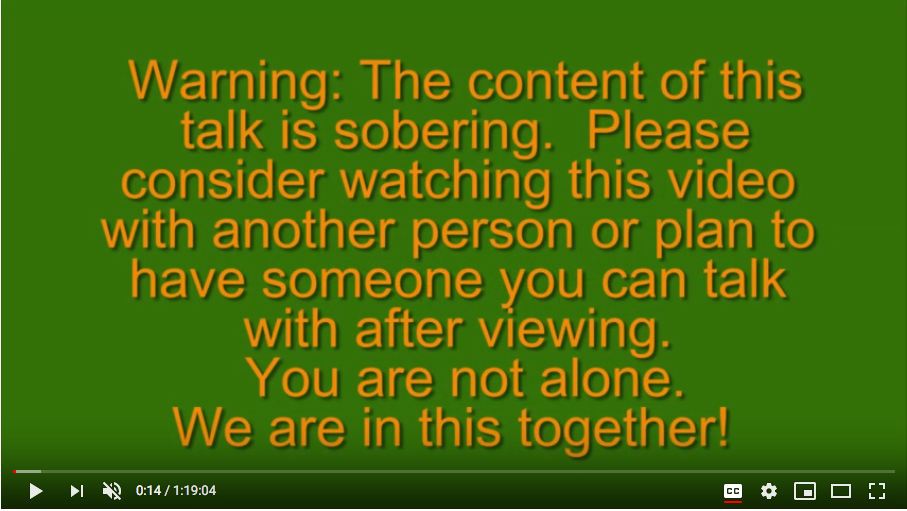 Warning: The content of this
talk is sobering.  Please
consider watching this video
with another person or plan to
have someone you can talk
with after viewing.
You are not alone.
We are in this together!
0:14 / 1:19:04
CC